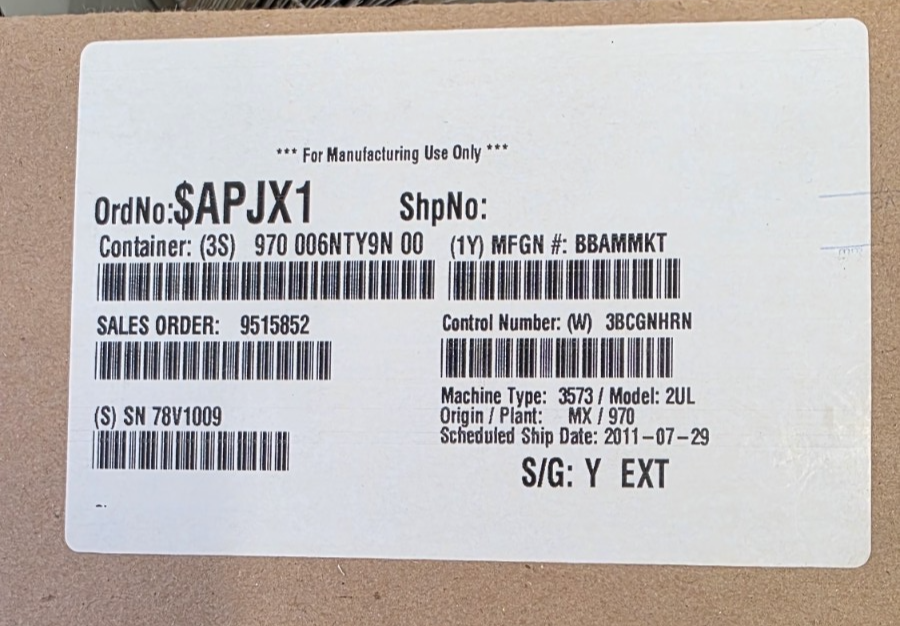 *** For Manufacturing Use Only ***
OrdNo:$APJX1 ShpNo:
Container: (3S) 970 006NTY9N 00 (1Y) MFGN #: BBAMMKT
SALES ORDER: 9515852 Control Number: (W) 3BCGNHRN
Machine Type: 3573 / Model: 2UL
(S) SN 78V1009 Origin / Plant: MX / 970
Scheduled Ship Date: 2011-07-29
S/G: Y EXT